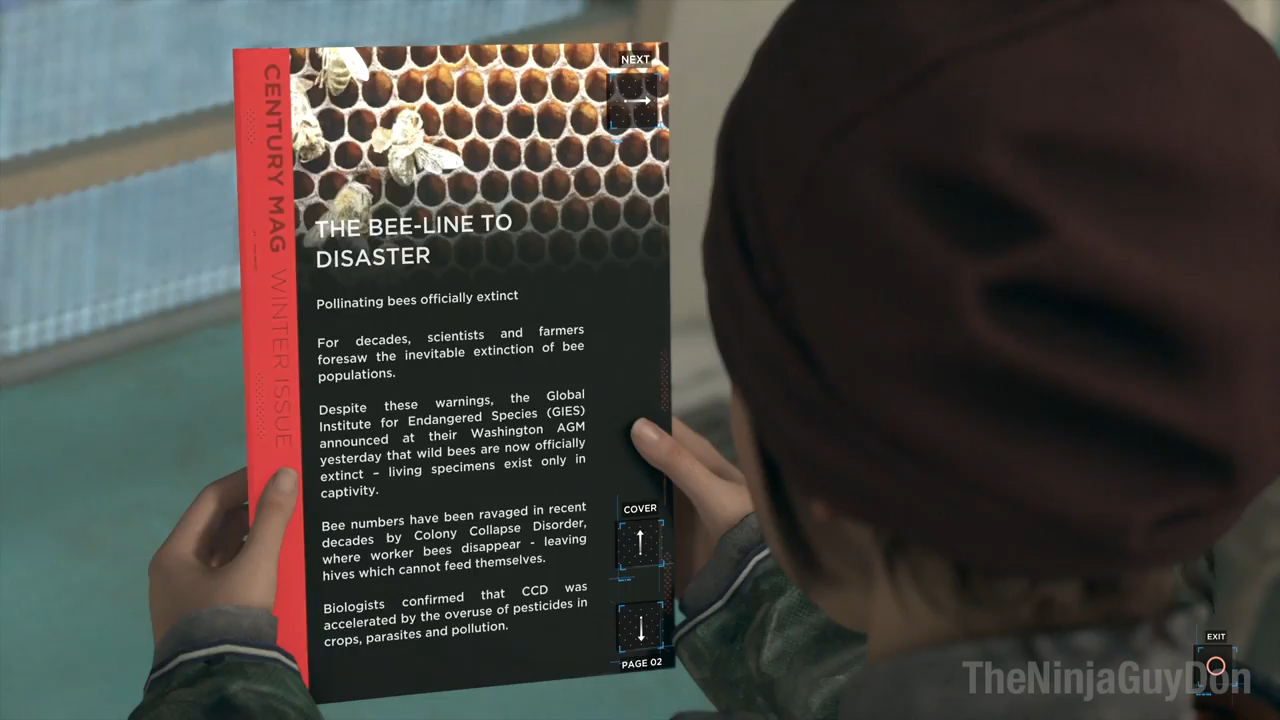 CENTURY MAG WINTER ISSUE
NEXT
THE BEE-LINE TO
DISASTER
Pollinating bees officially extinct
For decades, scientists and farmers
foresaw the inevitable extinction of bee
populations.
Despite these warnings, the Global
Institute for Endangered Species (GIES)
announced at their Washington AGM
yesterday that wild bees are now officially
extinct – living specimens exist only in
captivity.
Bee numbers have been ravaged in recent
decades by Colony Collapse Disorder,
where worker bees disappear - leaving
hives which cannot feed themselves.
Biologists confirmed that CCD was
accelerated by the overuse of pesticides in
crops, parasites and pollution.
COVER
PAGE 02
EXIT
TheNinjaGuyDon